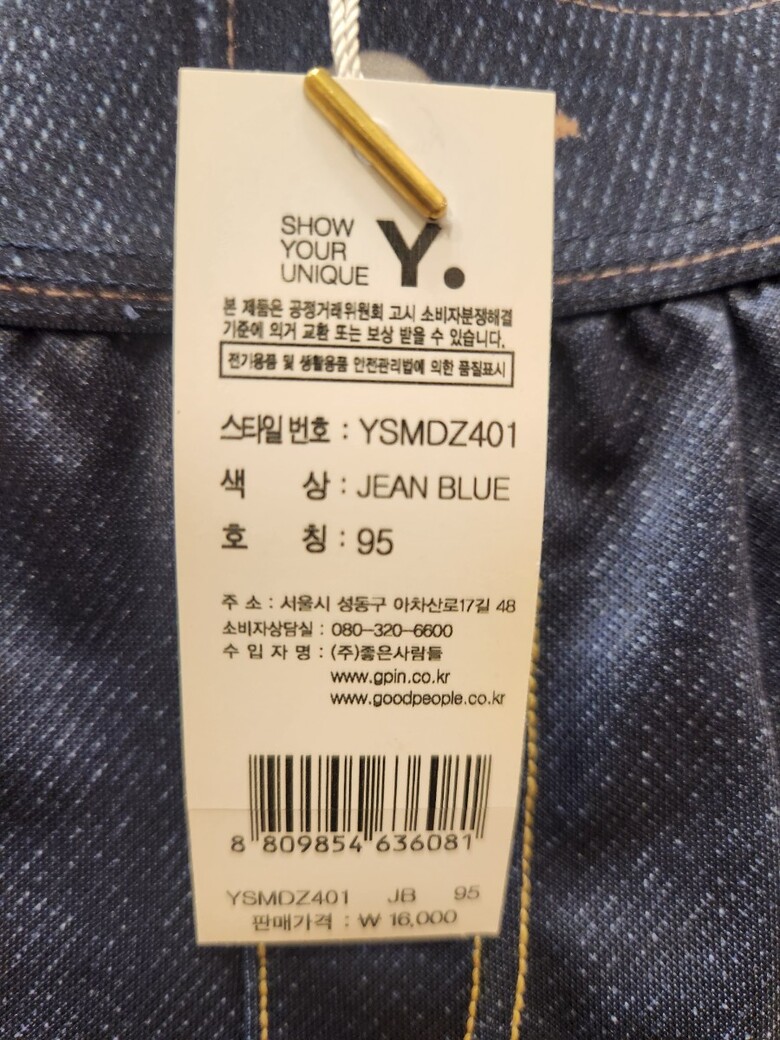 SHOW
YOUR
UNIQUE
Y.
본 제품은 공정거래위원회 고시 소비자분쟁해결
기준에 의거 교환 또는 보상 받을 수 있습니다.
전기용품 및 생활용품 안전관리법에 의한 품질표시
스타일 번호 : YSMDZ401
색 상 : JEAN BLUE
호 칭 : 95
주 소 : 서울시 성동구 아차산로17길 48
소비자상담실 : 080-320-6600
수 입 자 명 : (주)좋은사람들
www.gpin.co.kr
www.goodpeople.co.kr
8 809854 636081
YSMDZ401 JB 95
판매가격 : ₩ 16,000